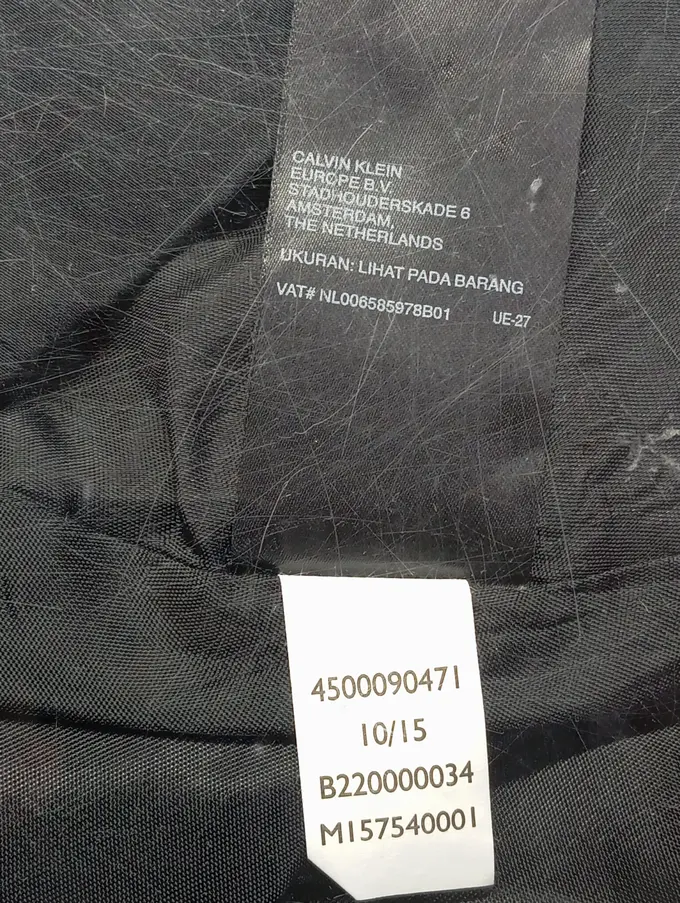 CALVIN KLEIN
EUROPE B.V.
STADHOUDERSKADE 6
AMSTERDAM,
THE NETHERLANDS
UKURAN: LIHAT PADA BARANG
VAT# NL006585978B01 UE-27
4500090471
10/15
B220000034
M157540001